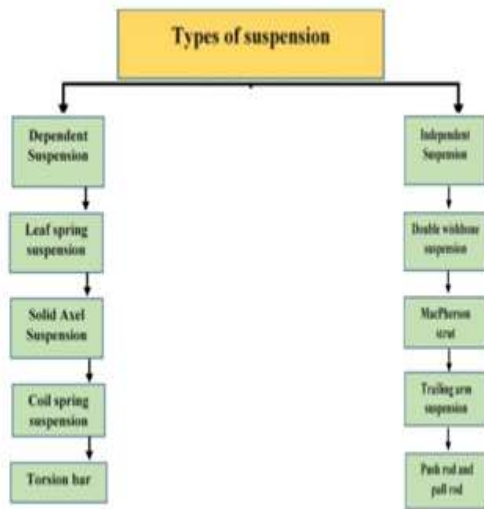 Types of suspension
Dependent
Suspension
Leaf spring
suspension
Solid Axel
Suspension
Coil spring
suspension
Torsion bar
Independent
Suspension
Double wishbone
suspension
MacPherson
strut
Trailing arm
suspension
Push rod and
pull rod